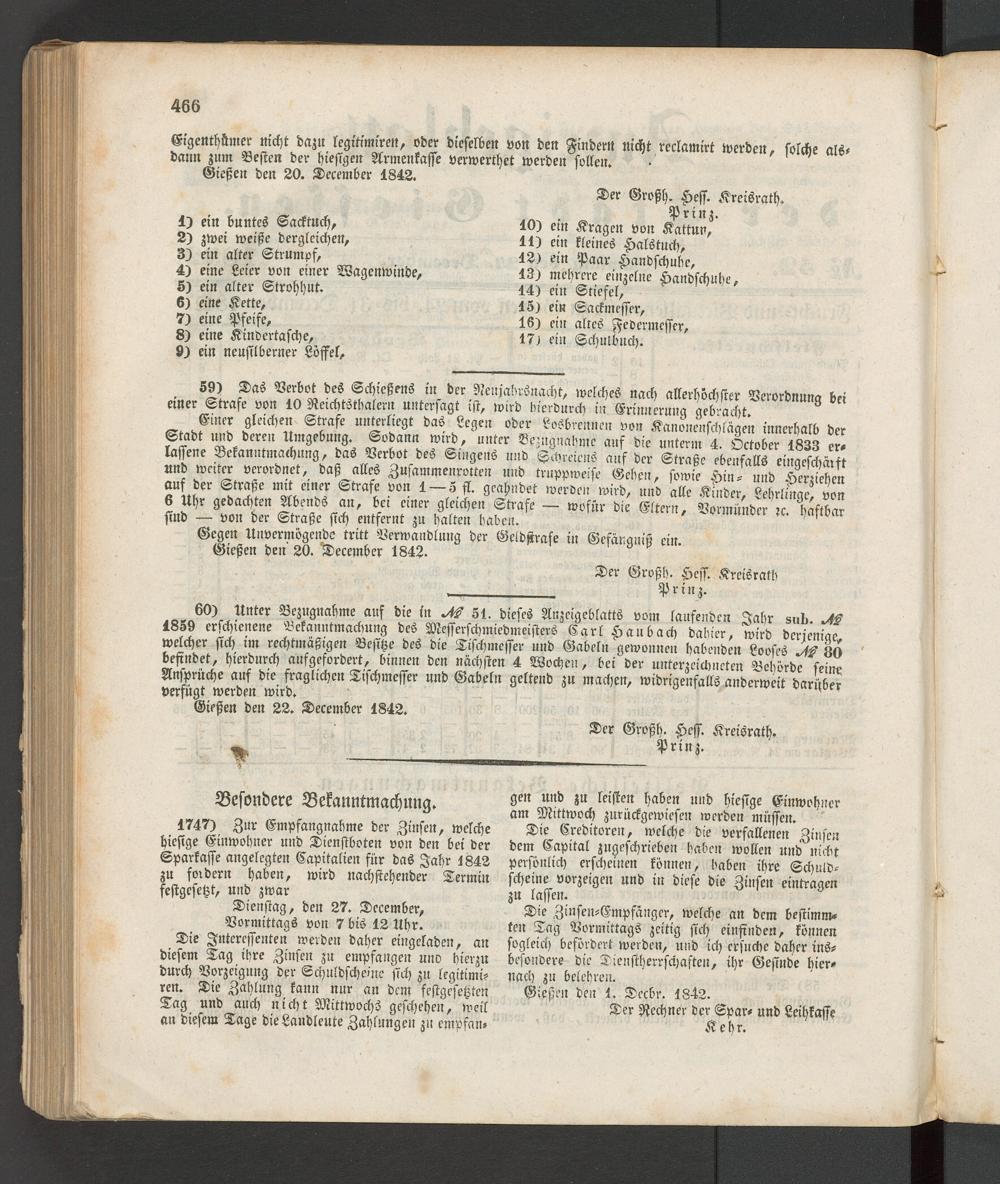 466
Eigenthümer nicht dazu legitimiren, oder dieselben von den Findern nicht reclamirt werden, solche als-
dann zum Besten der hiesigen Armenkasse verwerthet werden sollen.
Gießen den 20. December 1842.
Der Großh. Hess. Kreisrath.
Prinz.
1) ein buntes Sacktuch,
2) zwei weiße dergleichen,
3) ein alter Strumpf,
4) eine Leier von einer Wagenwinde,
5) ein alter Strohhut.
6) eine Kette,
7) eine Pfeife,
8) eine Kindertasche,
9) ein neusilberner Löffel,
10) ein Kragen von Kattun,
11) ein kleines Halstuch,
12) ein Paar Handschuhe,
13) mehrere einzelne Handschuhe,
14) ein Stiefel,
15) ein Sackmesser,
16) ein altes Federmesser,
17) ein Schulbuch.
59) Das Verbot des Schießens in der Neujahrsnacht, welches nach allerhöchster Verordnung bei
einer Strafe von 10 Reichtsthalern untersagt ist, wird hierdurch in Erinnerung gebracht.
Einer gleichen Strafe unterliegt das Legen oder Losbrennen von Kanonenschlägen innerhalb der
Stadt und deren Umgebung. Sodann wird, unter Bezugnahme auf die unterm 4. October 1833 er-
lassene Bekanntmachung, das Verbot des Singens und Schreiens auf der Straße ebenfalls eingeschärft
und weiter verordnet, daß alles Zusammenrotten und truppweise Gehen, sowie Hin- und Herziehen
auf der Straße mit einer Strafe von 1—5 fl. geahndet werden wird, und alle Kinder, Lehrlinge, von
6 Uhr gedachten Abends an, bei einer gleichen Strafe — wofür die Eltern, Vormünder ꝛc. haftbar
sind — von der Straße sich entfernt zu halten haben.
Gegen Unvermögende tritt Verwandlung der Geldstrafe in Gefängniß ein.
Gießen den 20. December 1842.
Der Großh. Hess. Kreisrath
Prinz.
60) Unter Bezugnahme auf die in № 51. dieses Anzeigeblatts vom laufenden Jahr sub. №
1859 erschienene Bekanntmachung des Messerschmiedmeisters Carl Haubach dahier, wird derjenige,
welcher sich im rechtmäßigen Besitze des die Tischmesser und Gabeln gewonnen habenden Looses № 30
befindet, hierdurch aufgefordert, binnen den nächsten 4 Wochen, bei der unterzeichneten Behörde seine
Ansprüche auf die fraglichen Tischmesser und Gabeln geltend zu machen, widrigenfalls anderweit darüber
verfügt werden wird.
Gießen den 22. December 1842.
Der Großh. Hess. Kreisrath.
Prinz.
Besondere Bekanntmachung.
1747) Zur Empfangnahme der Zinsen, welche
hiesige Einwohner und Dienstboten von den bei der
Sparkasse angelegten Capitalien für das Jahr 1842
zu fordern haben, wird nachstehender Termin
festgesetzt, und zwar
Dienstag, den 27. December,
Vormittags von 7 bis 12 Uhr.
Die Interessenten werden daher eingeladen, an
diesem Tag ihre Zinsen zu empfangen und hierzu
durch Vorzeigung der Schuldscheine sich zu legitimi-
ren. Die Zahlung kann nur an dem festgesetzten
Tag und auch nicht Mittwochs geschehen, weil
an diesem Tage die Landleute Zahlungen zu empfan-
gen und zu leisten haben und hiesige Einwohner
am Mittwoch zurückgewiesen werden müssen.
Die Creditoren, welche die verfallenen Zinsen
dem Capital zugeschrieben haben wollen und nicht
persönlich erscheinen können, haben ihre Schuld-
scheine vorzeigen und in diese die Zinsen eintragen
zu lassen.
Die Zinsen-Empfänger, welche an dem bestimm-
ten Tag Vormittags zeitig sich einfinden, können
sogleich befördert werden, und ich ersuche daher ins-
besondere die Dienstherrschaften, ihr Gesinde hier-
nach zu belehren.
Gießen den 1. Decbr. 1842.
Der Rechner der Spar- und Leihkasse
Kehr.